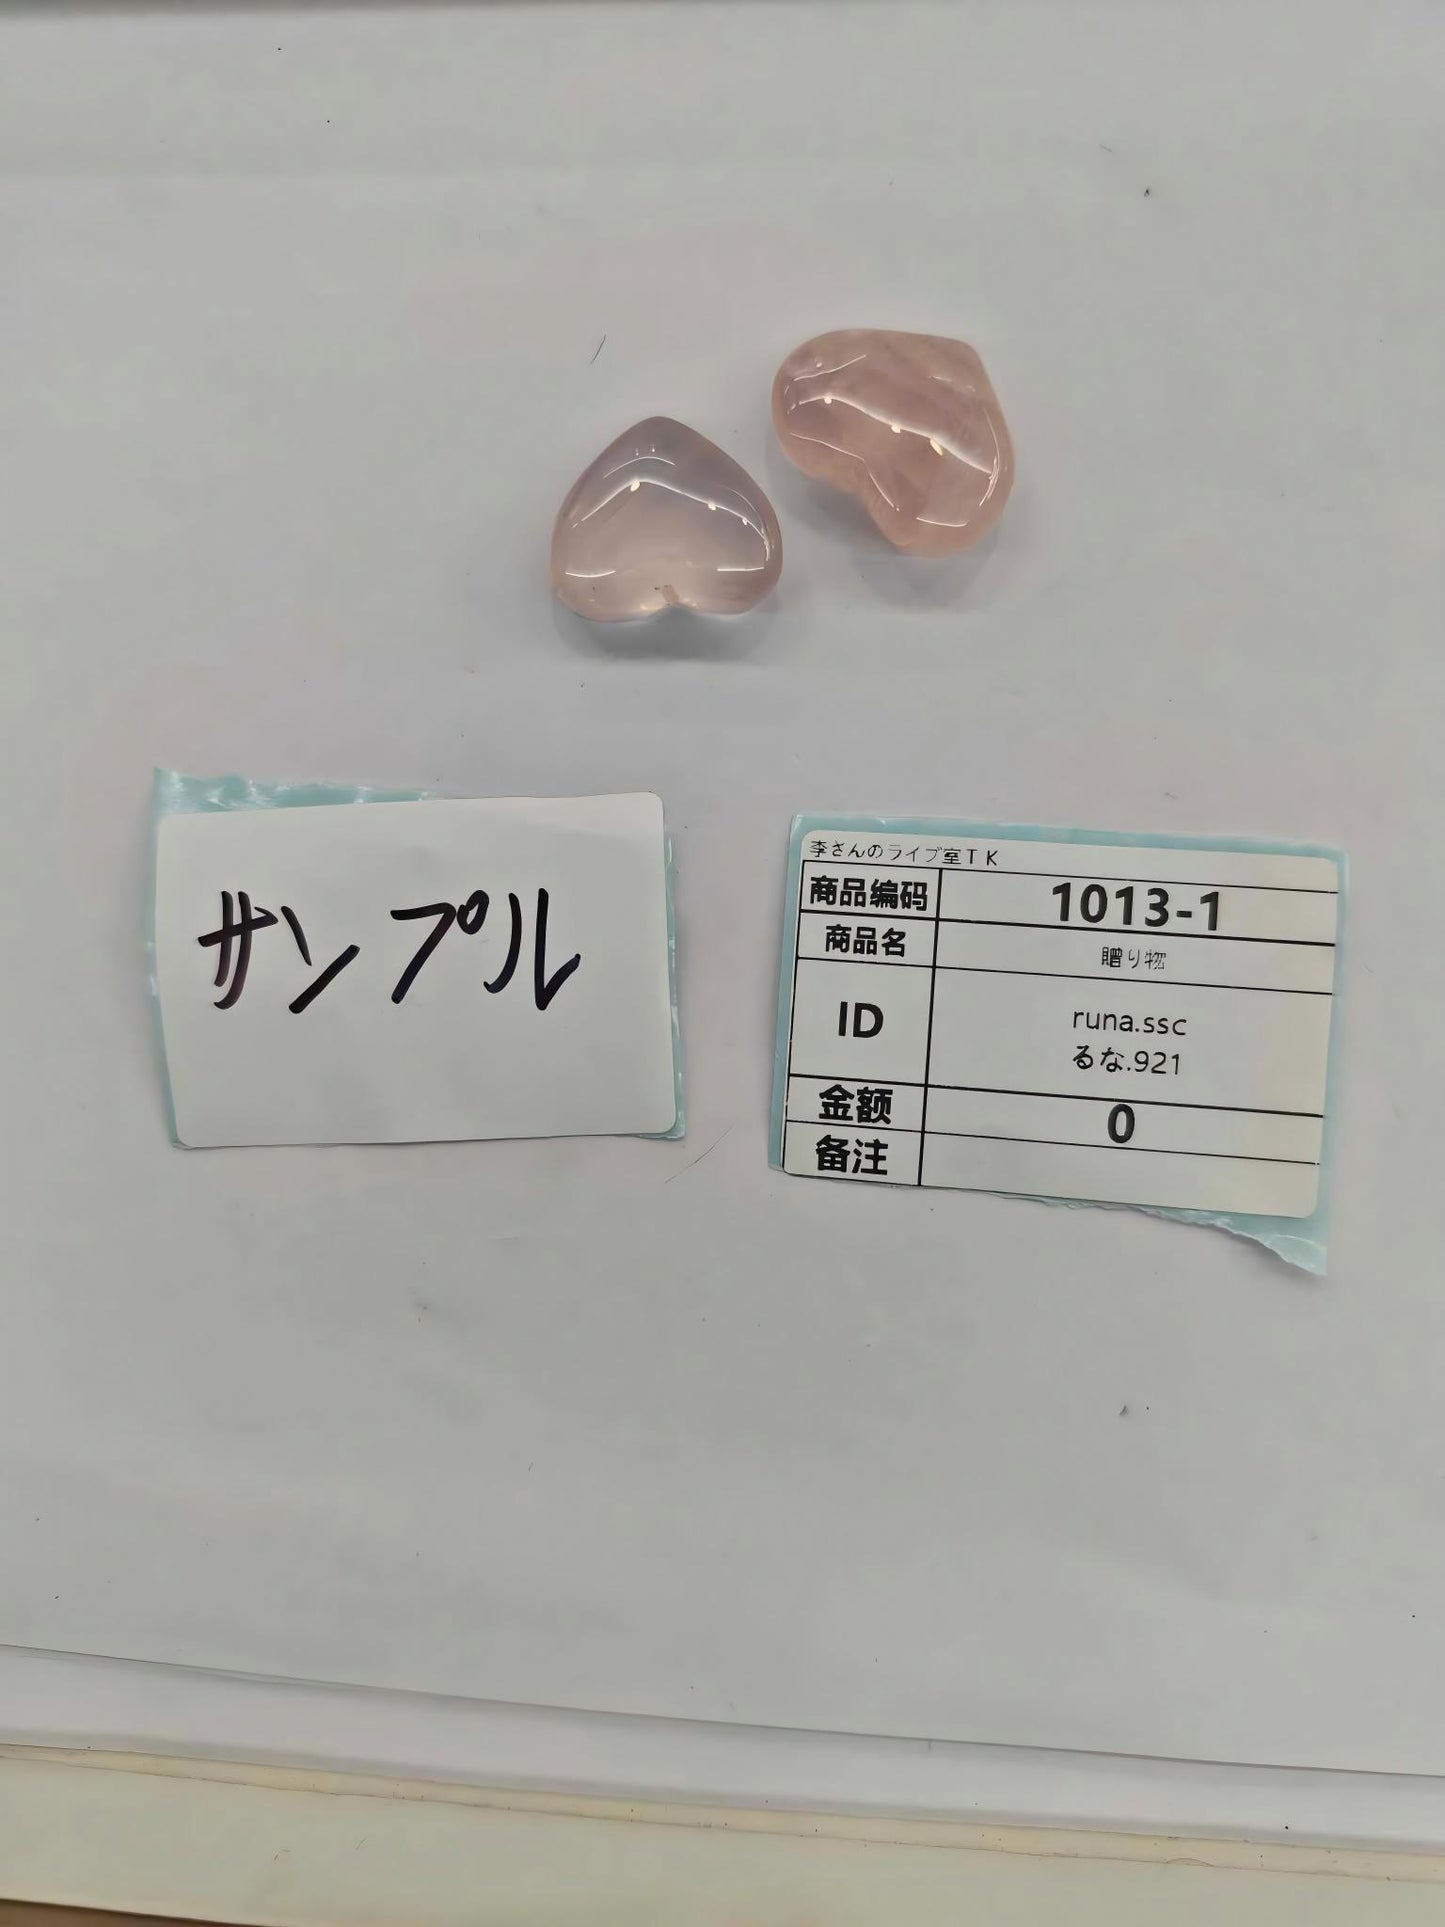 サンプル
李さんのライブ室TK
商品编码 1013-1
商品名 贈り物
ID runa.ssc
るな.921
金额 0
备注